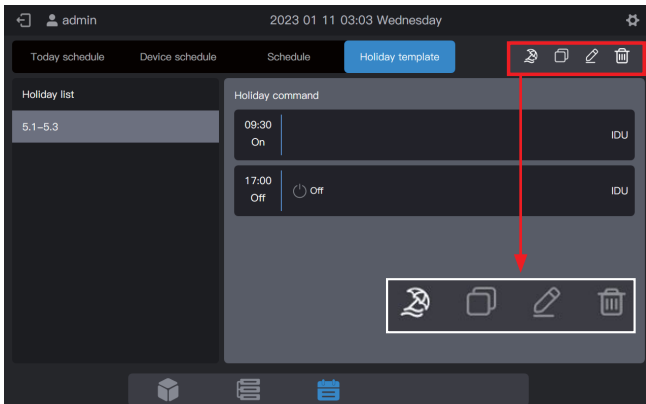 admin
2023 01 11 03:03 Wednesday
Today schedule
Device schedule
Schedule
Holiday template
Holiday list
5.1–5.3
Holiday command
09:30
On
IDU
17:00
Off
Off
IDU